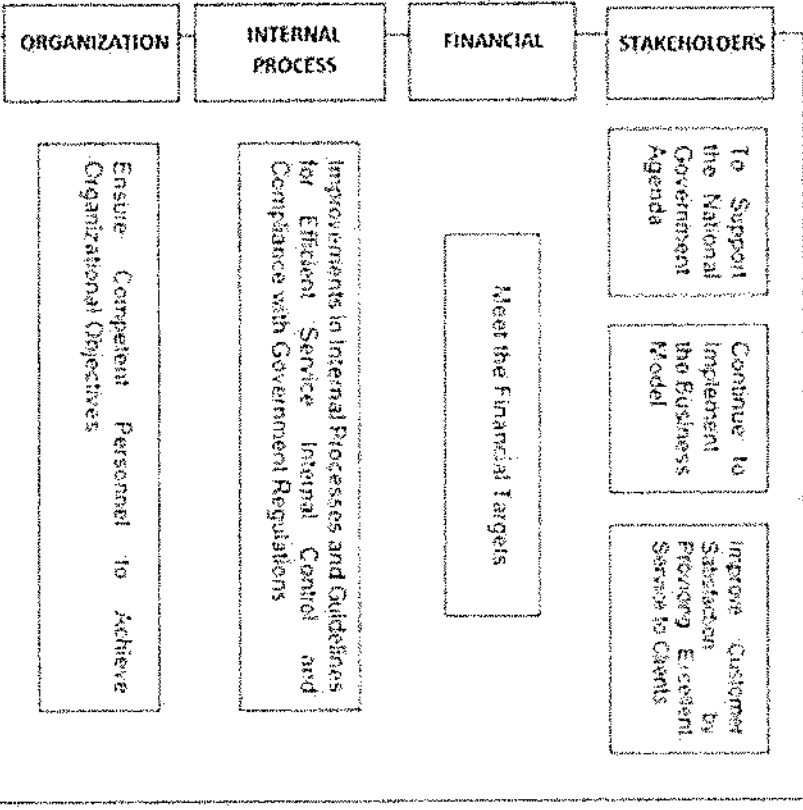 ORGANIZATION
INTERNAL
PROCESS
FINANCIAL
STAKEHOLDERS
Ensure Competent Personnel to Achieve
Organizational Objectives
Improvements in Internal Processes and Guidelines
for Efficient Service Internal Control and
Compliance with Government Regulations
Meet the Financial Targets
To Support
the National
Government
Agenda
Continue to
Implement
the Business
Model
Improve Customer
Satisfaction by
Providing Excellent
Service to Clients